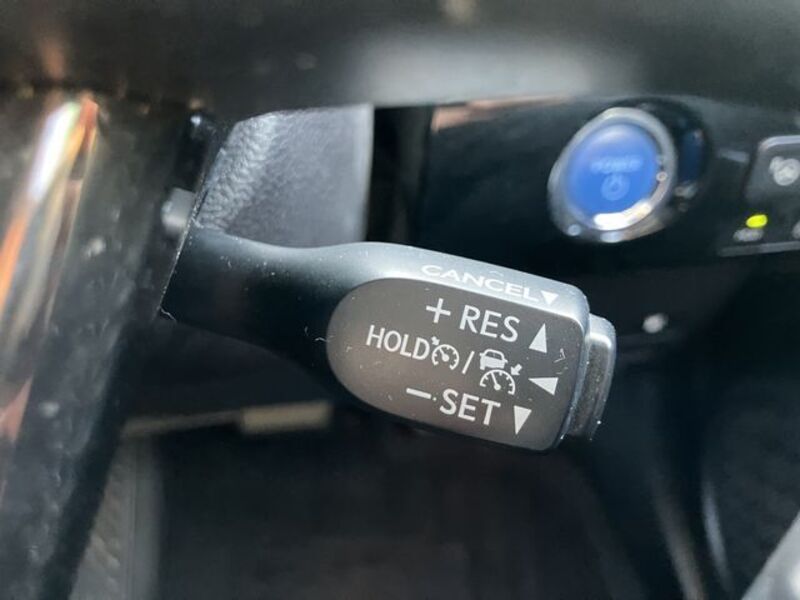 CANCEL
+ RES
HOLD /
− SET